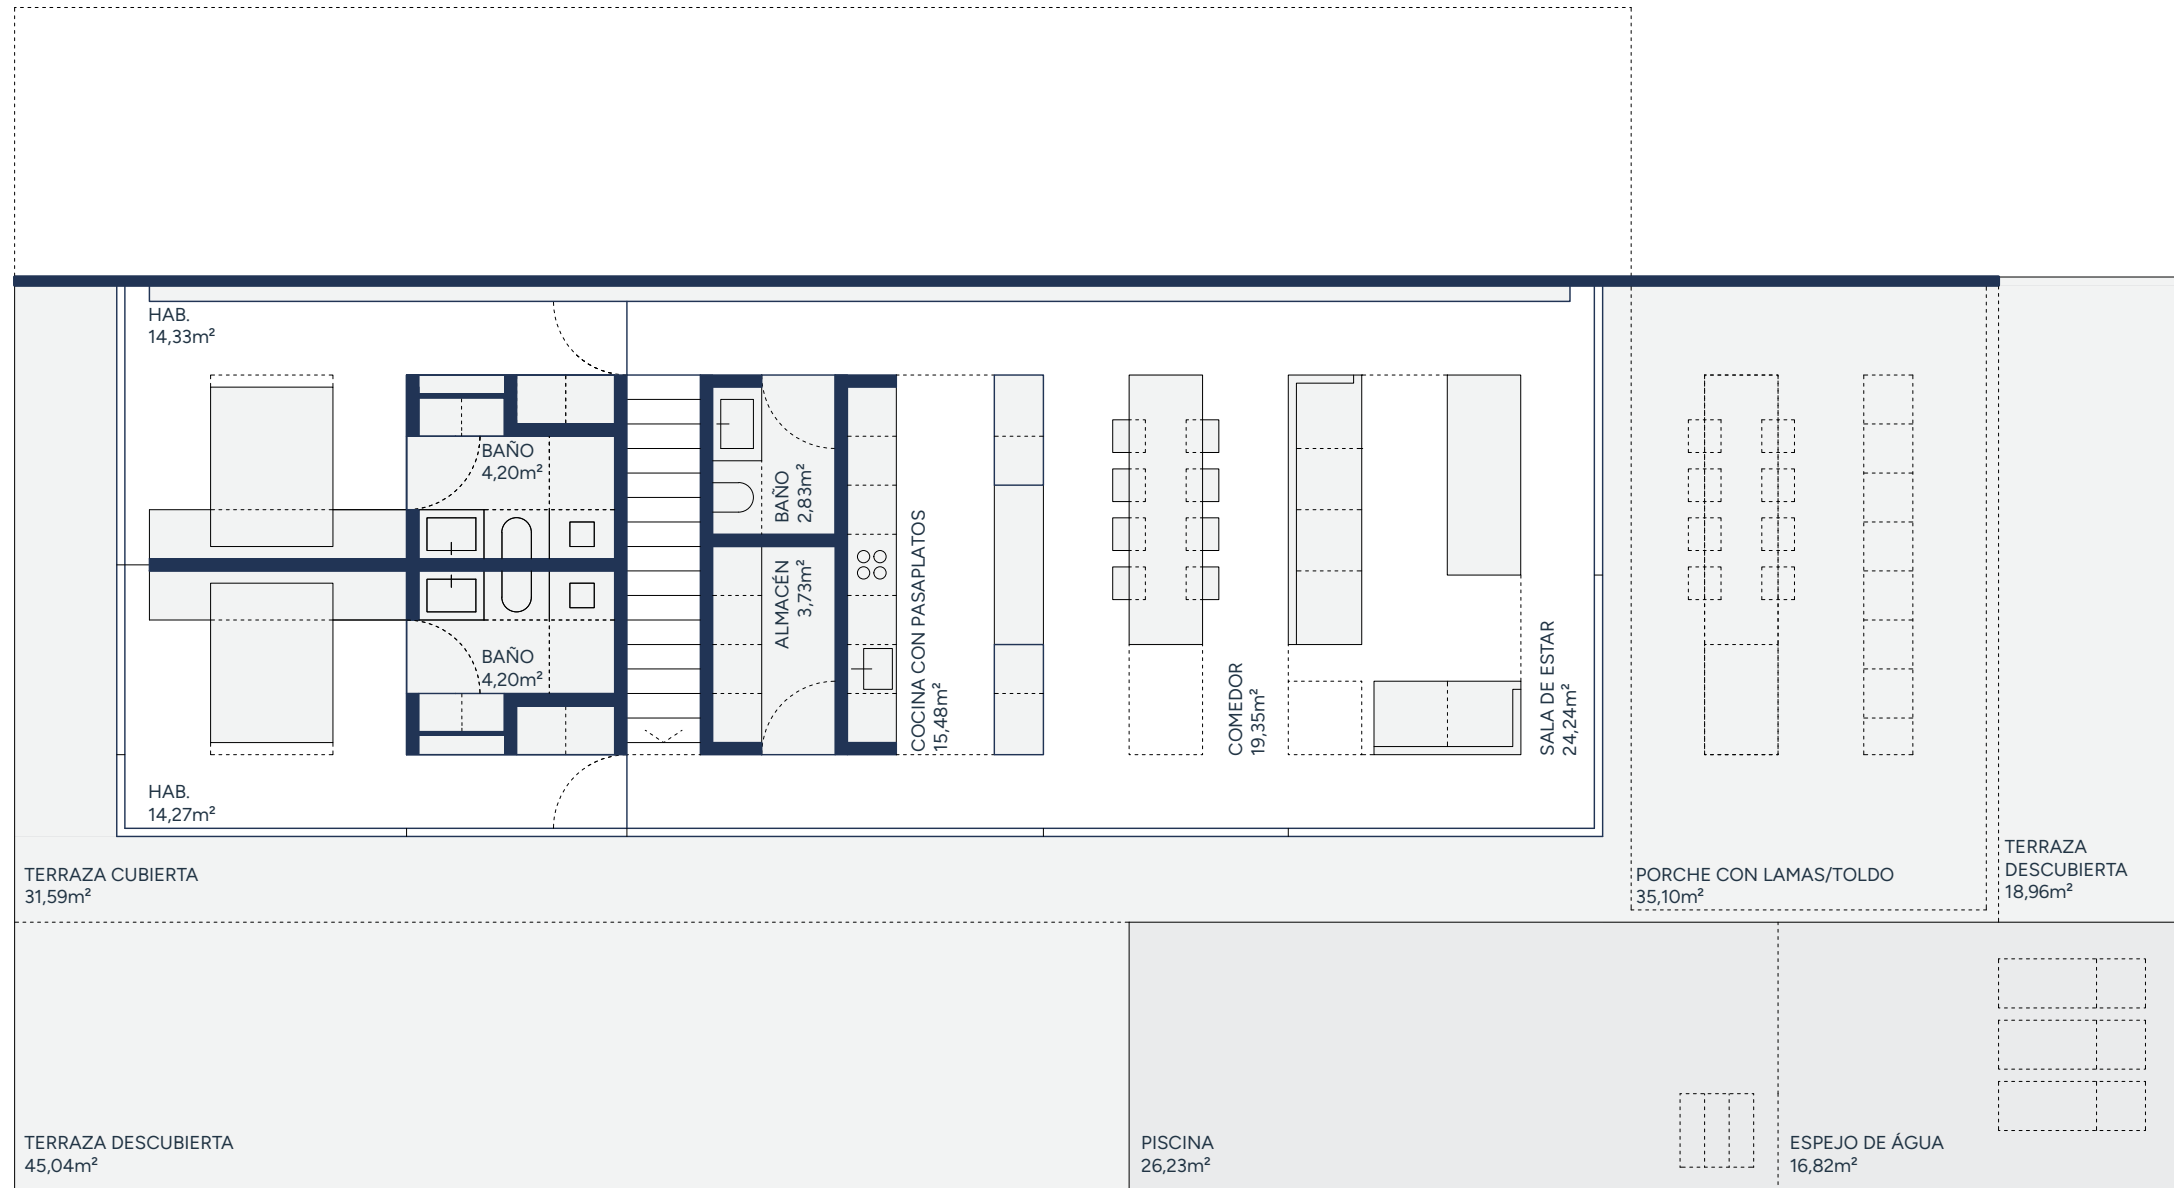 HAB.
14,33m²
BAÑO
4,20m²
BAÑO
2,83m²
ALMACÉN
3,73m²
COCINA CON PASAPLATOS
15,48m²
COMEDOR
19,35m²
SALA DE ESTAR
24,24m²
BAÑO
4,20m²
HAB.
14,27m²
TERRAZA CUBIERTA
31,59m²
PORCHE CON LAMAS/TOLDO
35,10m²
TERRAZA
DESCUBIERTA
18,96m²
TERRAZA DESCUBIERTA
45,04m²
PISCINA
26,23m²
ESPEJO DE ÁGUA
16,82m²